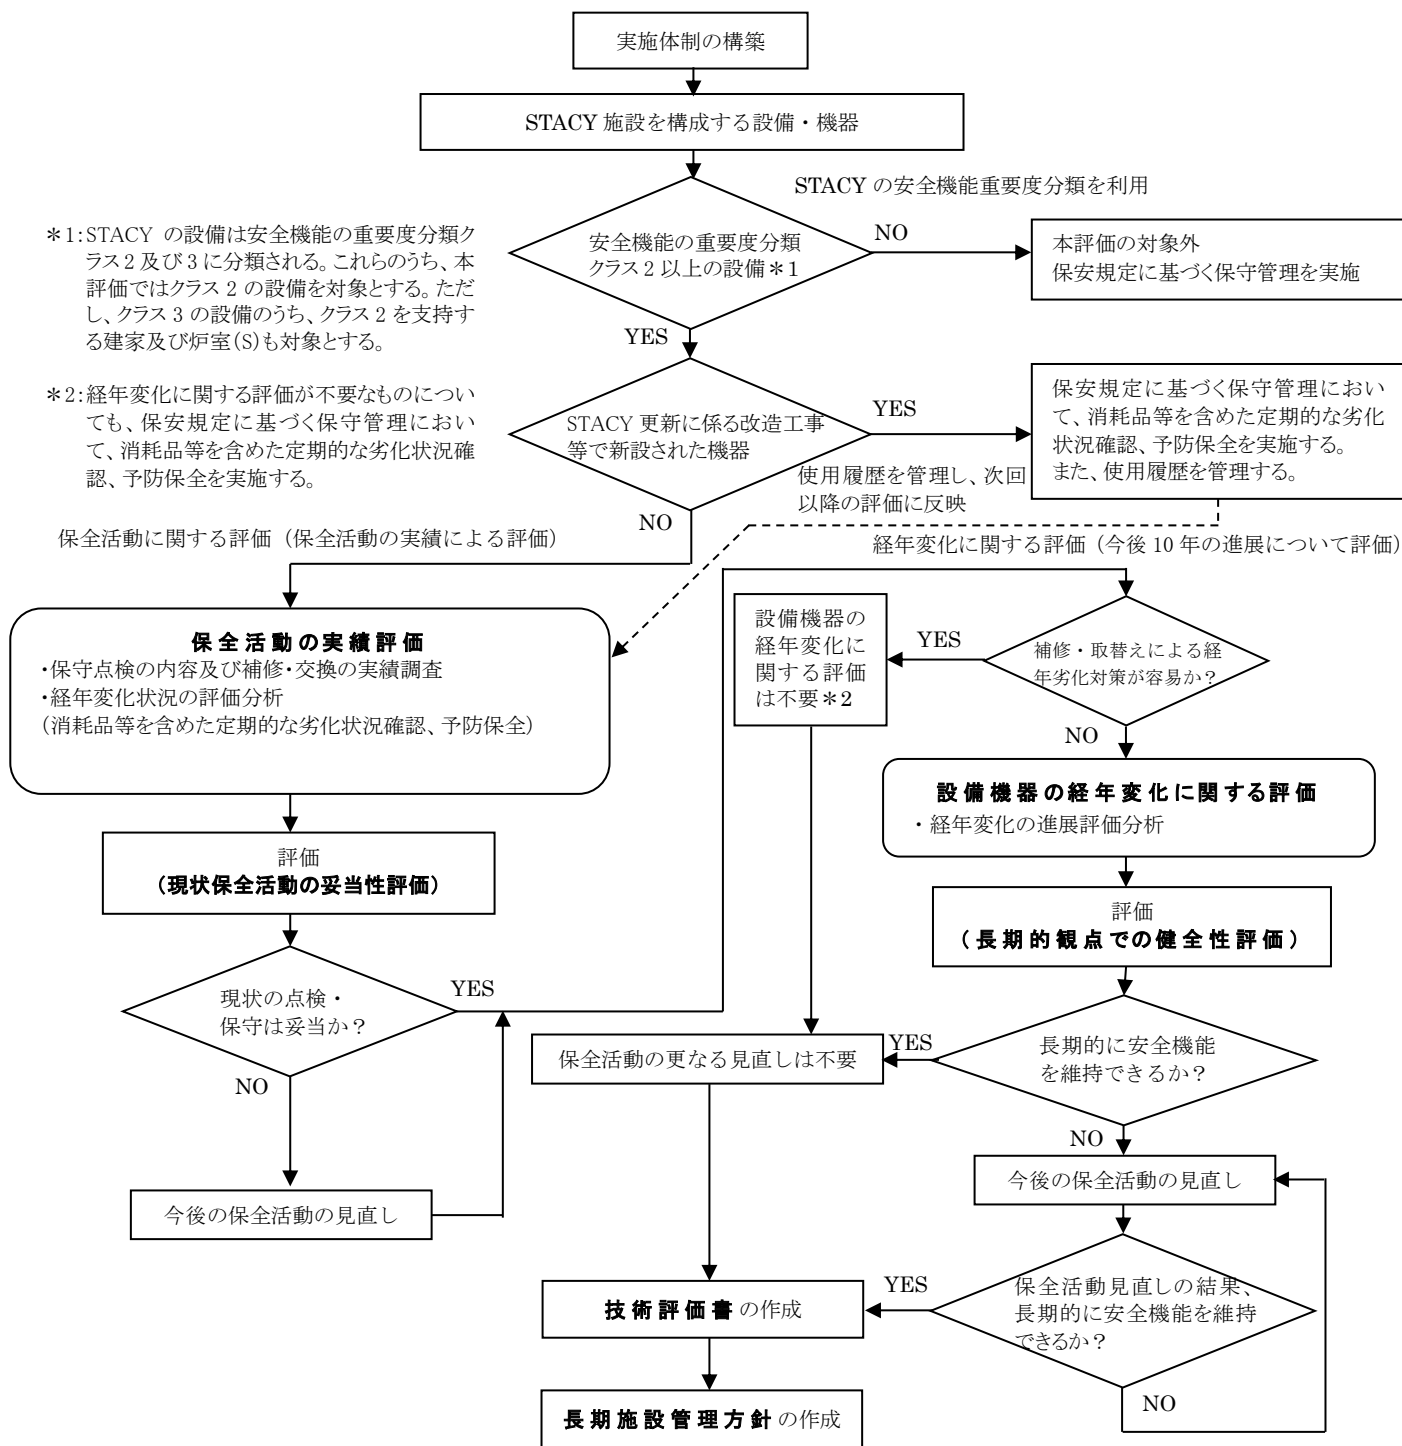 実施体制の構築
STACY 施設を構成する設備・機器
STACY の安全機能重要度分類を利用
安全機能の重要度分類
クラス 2 以上の設備＊1
NO
本評価の対象外
保安規定に基づく保守管理を実施
YES
＊1:STACY の設備は安全機能の重要度分類ク
ラス 2 及び 3 に分類される。これらのうち、本
評価ではクラス 2 の設備を対象とする。ただ
し、クラス 3 の設備のうち、クラス 2 を支持す
る建家及び炉室(S)も対象とする。
＊2:経年変化に関する評価が不要なものについ
ても、保安規定に基づく保守管理におい
て、消耗品等を含めた定期的な劣化状況確
認、予防保全を実施する。
STACY 更新に係る改造工事
等で新設された機器
YES
保安規定に基づく保守管理におい
て、消耗品等を含めた定期的な劣化
状況確認、予防保全を実施する。
また、使用履歴を管理する。
使用履歴を管理し、次回
以降の評価に反映
NO
保全活動に関する評価（保全活動の実績による評価）
経年変化に関する評価（今後 10 年の進展について評価）
保全活動の実績評価
・保守点検の内容及び補修・交換の実績調査
・経年変化状況の評価分析
(消耗品等を含めた定期的な劣化状況確認、予防保全)
設備機器の
経年変化に
関する評価
は不要＊2
YES
補修・取替えによる経
年劣化対策が容易か？
NO
設備機器の経年変化に関する評価
・ 経年変化の進展評価分析
評価
（現状保全活動の妥当性評価）
評価
（長期的観点での健全性評価）
現状の点検・
保守は妥当か？
YES
NO
今後の保全活動の見直し
保全活動の更なる見直しは不要
YES
長期的に安全機能
を維持できるか？
NO
今後の保全活動の見直し
保全活動見直しの結果、
長期的に安全機能を維持
できるか？
YES
NO
技術評価書の作成
長期施設管理方針の作成